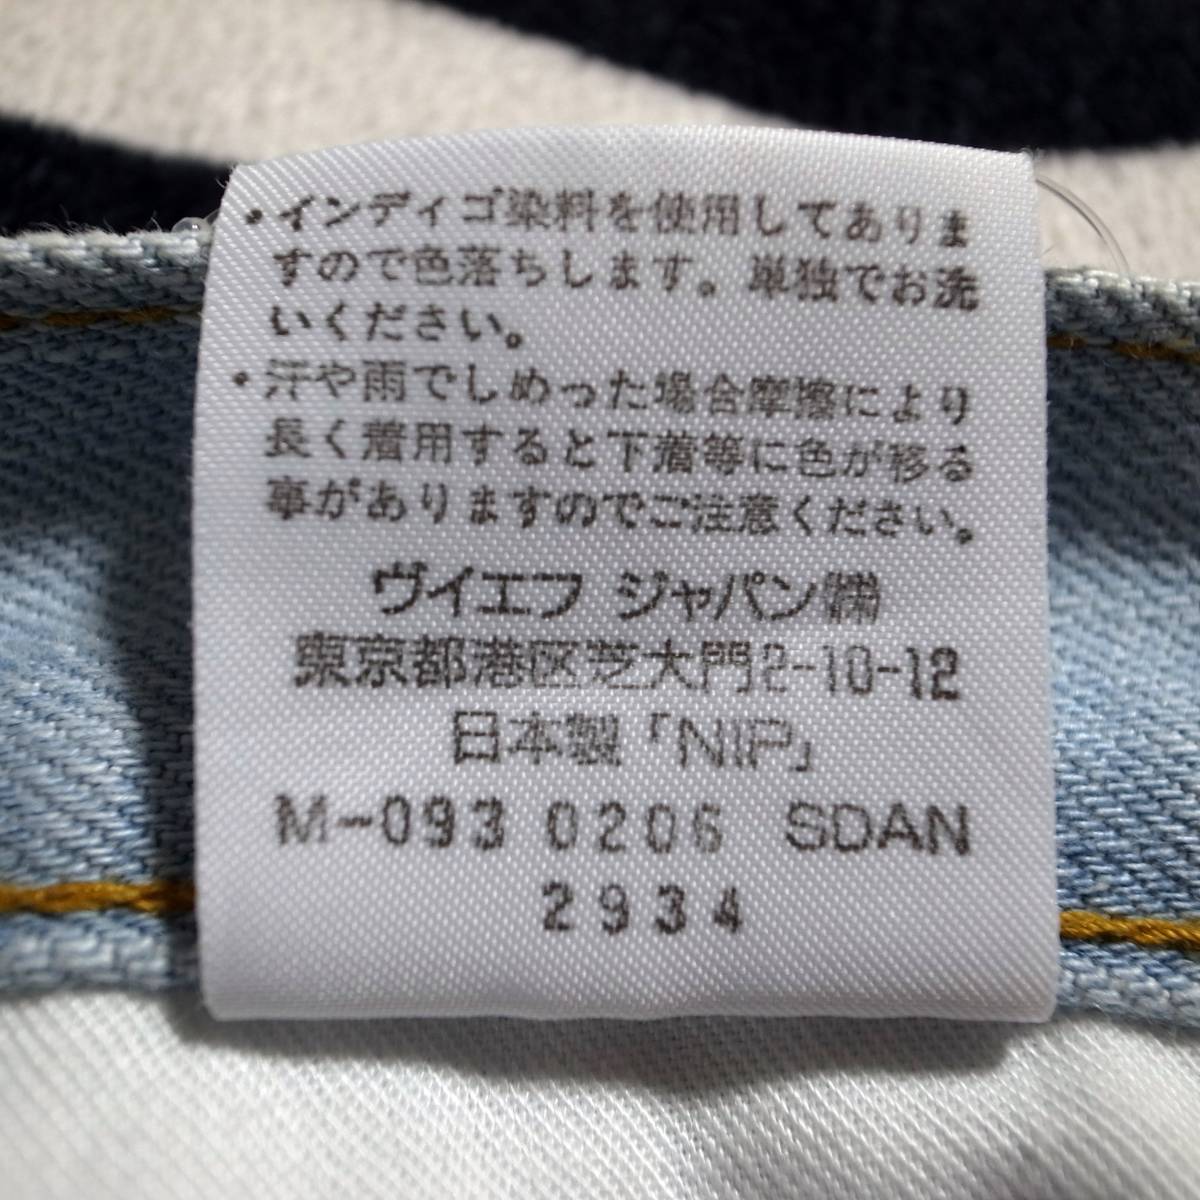 ・インディゴ染料を使用してありま
すので色落ちします。単独でお洗
いください。
・汗や雨でしめった場合摩擦により
長く着用すると下着等に色が移る
事がありますのでご注意ください。
ヴイエフ ジャパン㈱
東京都港区芝大門2-10-12
日本製「NIP」
M-093 0206 SDAN
2934